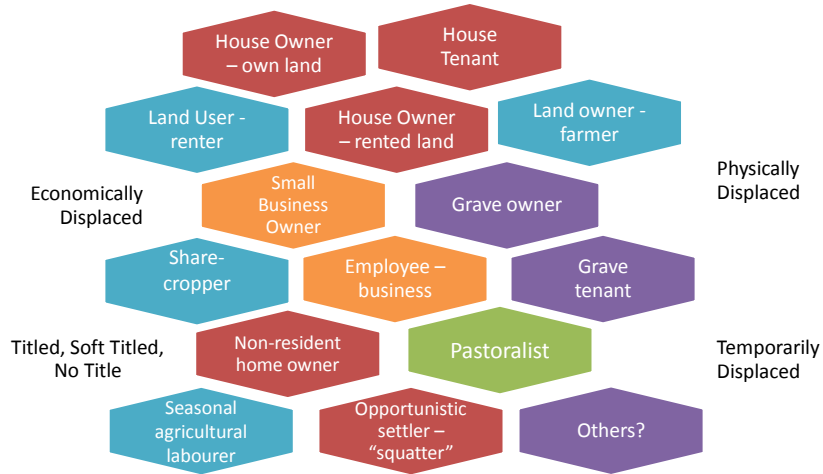 House Owner
– own land
House
Tenant
Land User -
renter
House Owner
– rented land
Land owner -
farmer
Economically
Displaced
Small
Business
Owner
Grave owner
Physically
Displaced
Share-
cropper
Employee –
business
Grave
tenant
Titled, Soft Titled,
No Title
Non-resident
home owner
Pastoralist
Temporarily
Displaced
Seasonal
agricultural
labourer
Opportunistic
settler –
“squatter”
Others?